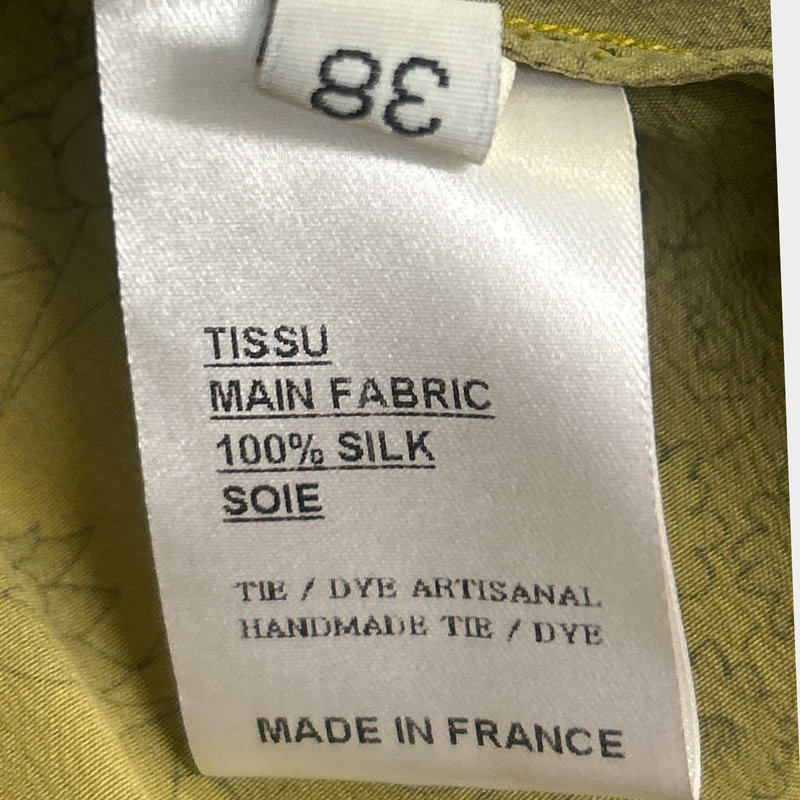 38
TISSU
MAIN FABRIC
100% SILK
SOIE
TIE / DYE ARTISANAL
HANDMADE TIE / DYE
MADE IN FRANCE